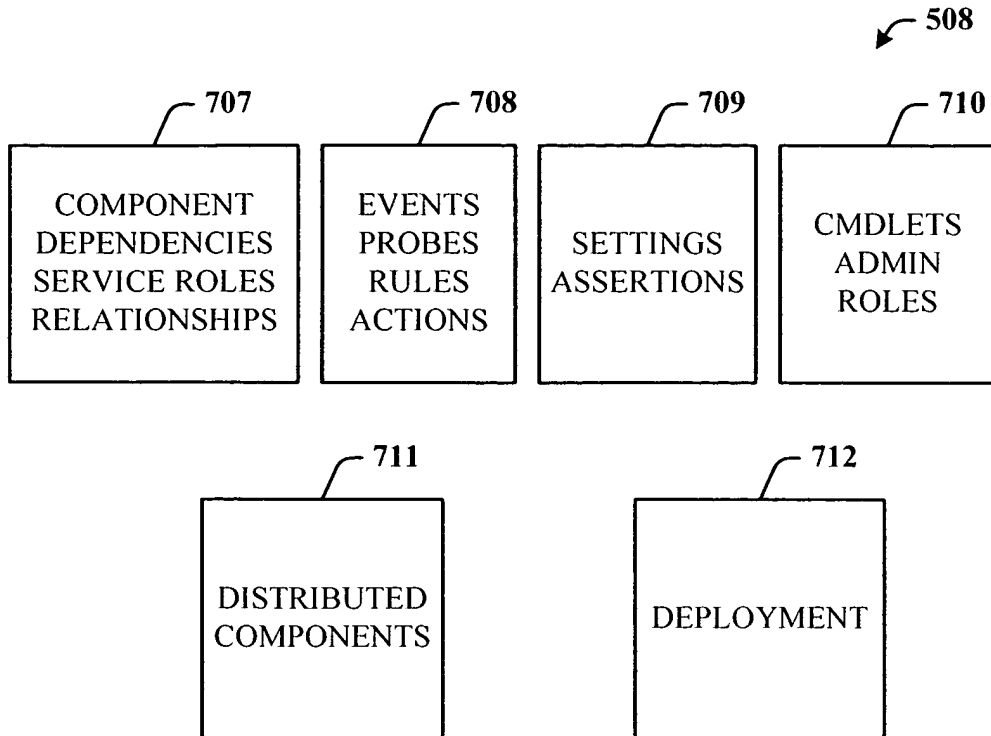 508
707
708
709
710
COMPONENT
DEPENDENCIES
SERVICE ROLES
RELATIONSHIPS
EVENTS
PROBES
RULES
ACTIONS
SETTINGS
ASSERTIONS
CMDLETS
ADMIN
ROLES
711
712
DISTRIBUTED
COMPONENTS
DEPLOYMENT